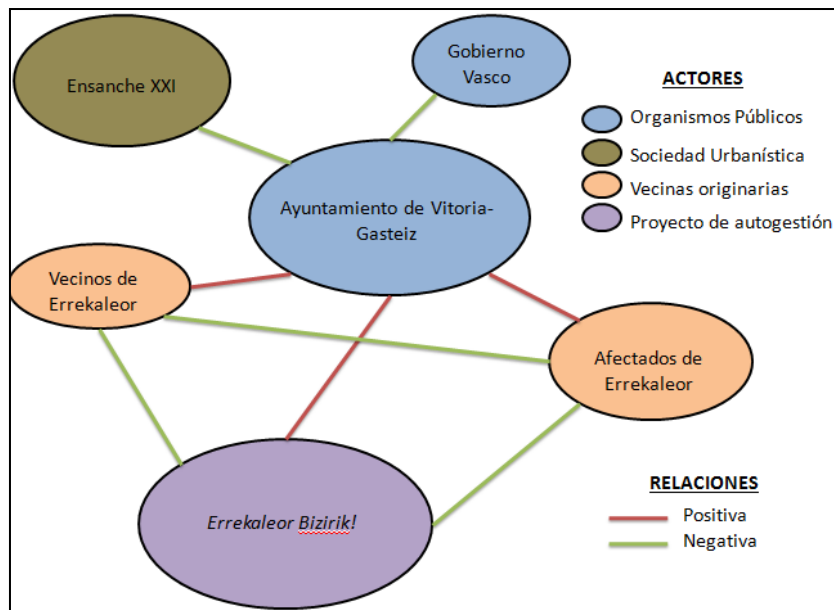 Ensanche XXI
Gobierno
Vasco
Ayuntamiento de Vitoria-
Gasteiz
Vecinos de
Errekaleor
Afectados de
Errekaleor
Errekaleor Bizirik!
ACTORES
Organismos Públicos
Sociedad Urbanística
Vecinas originarias
Proyecto de autogestión
RELACIONES
Positiva
Negativa